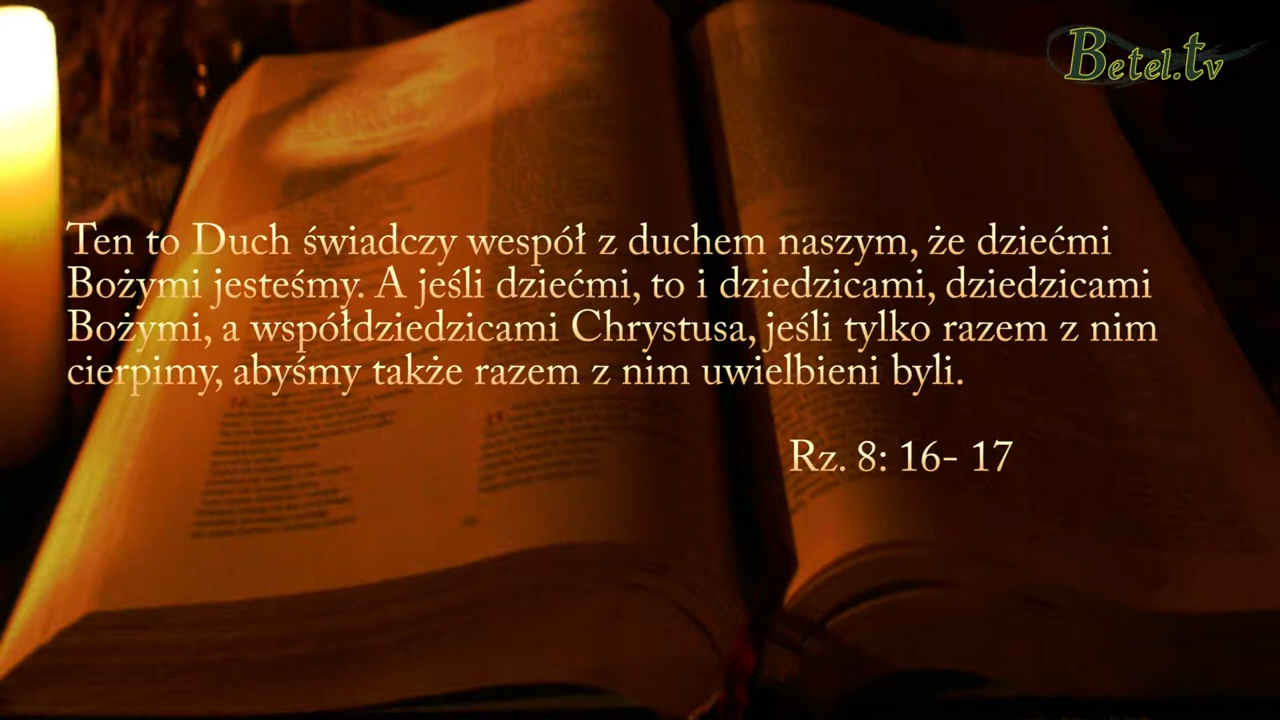 Betel.tv
Ten to Duch świadczy wespół z duchem naszym, że dziećmi
Bożymi jesteśmy. A jeśli dziećmi, to i dziedzicami, dziedzicami
Bożymi, a współdziedzicami Chrystusa, jeśli tylko razem z nim
cierpimy, abyśmy także razem z nim uwielbieni byli.
Rz. 8: 16- 17